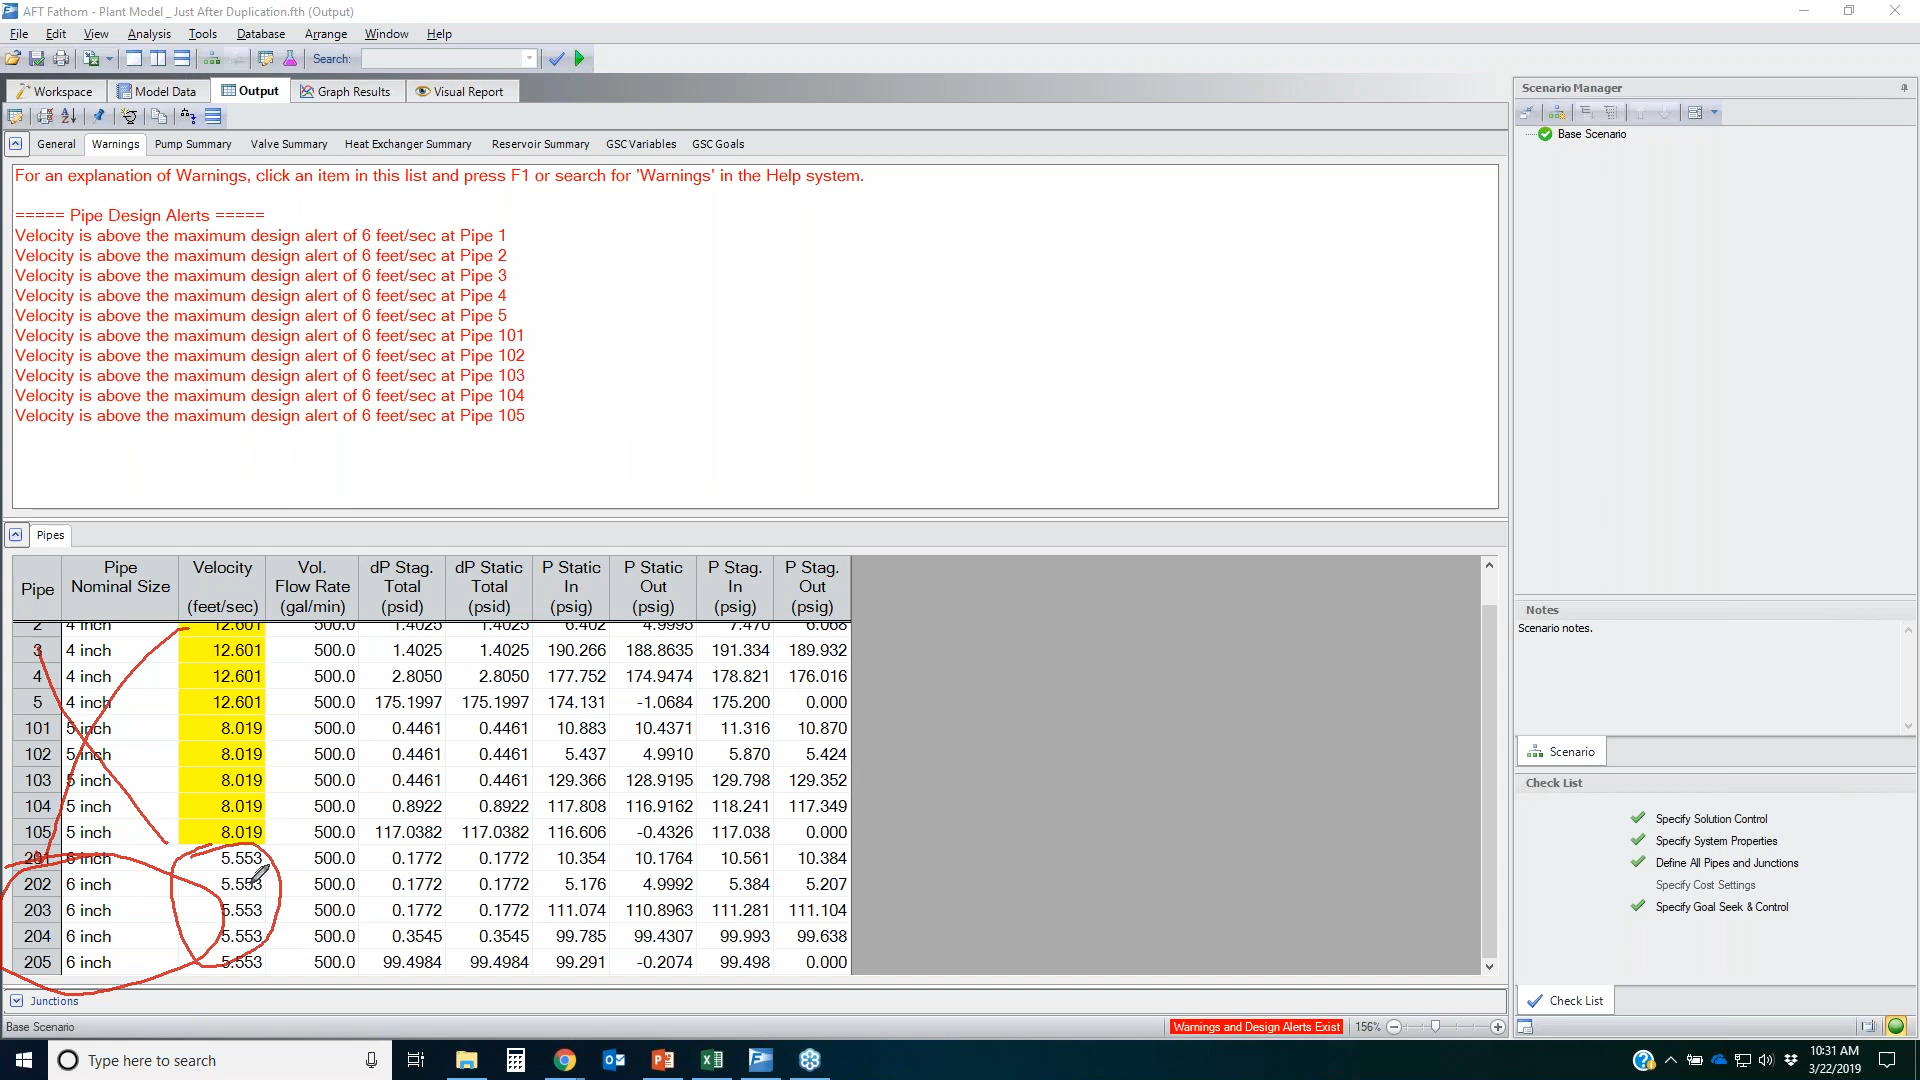 AFT Fathom - Plant Model _ Just After Duplication.fth (Output)
File Edit View Analysis Tools Database Arrange Window Help
Search:
Workspace Model Data Output Graph Results Visual Report
General Warnings Pump Summary Valve Summary Heat Exchanger Summary Reservoir Summary GSC Variables GSC Goals
For an explanation of Warnings, click an item in this list and press F1 or search for 'Warnings' in the Help system.
===== Pipe Design Alerts =====
Velocity is above the maximum design alert of 6 feet/sec at Pipe 1
Velocity is above the maximum design alert of 6 feet/sec at Pipe 2
Velocity is above the maximum design alert of 6 feet/sec at Pipe 3
Velocity is above the maximum design alert of 6 feet/sec at Pipe 4
Velocity is above the maximum design alert of 6 feet/sec at Pipe 5
Velocity is above the maximum design alert of 6 feet/sec at Pipe 101
Velocity is above the maximum design alert of 6 feet/sec at Pipe 102
Velocity is above the maximum design alert of 6 feet/sec at Pipe 103
Velocity is above the maximum design alert of 6 feet/sec at Pipe 104
Velocity is above the maximum design alert of 6 feet/sec at Pipe 105
Pipes
Pipe Pipe Nominal Size Velocity (feet/sec) Vol. Flow Rate (gal/min) dP Stag. Total (psid) dP Static Total (psid) P Static In (psig) P Static Out (psig) P Stag. In (psig) P Stag. Out (psig)
2 4 inch 12.601 500.0 1.4025 1.4025 6.402 4.9995 7.470 6.068
3 4 inch 12.601 500.0 1.4025 1.4025 190.266 188.8635 191.334 189.932
4 4 inch 12.601 500.0 2.8050 2.8050 177.752 174.9474 178.821 176.016
5 4 inch 12.601 500.0 175.1997 175.1997 174.131 -1.0684 175.200 0.000
101 5 inch 8.019 500.0 0.4461 0.4461 10.883 10.4371 11.316 10.870
102 5 inch 8.019 500.0 0.4461 0.4461 5.437 4.9910 5.870 5.424
103 5 inch 8.019 500.0 0.4461 0.4461 129.366 128.9195 129.798 129.352
104 5 inch 8.019 500.0 0.8922 0.8922 117.808 116.9162 118.241 117.349
105 5 inch 8.019 500.0 117.0382 117.0382 116.606 -0.4326 117.038 0.000
201 6 inch 5.553 500.0 0.1772 0.1772 10.354 10.1764 10.561 10.384
202 6 inch 5.553 500.0 0.1772 0.1772 5.176 4.9992 5.384 5.207
203 6 inch 5.553 500.0 0.1772 0.1772 111.074 110.8963 111.281 111.104
204 6 inch 5.553 500.0 0.3545 0.3545 99.785 99.4307 99.993 99.638
205 6 inch 5.553 500.0 99.4984 99.4984 99.291 -0.2074 99.498 0.000
Junctions
Base Scenario
Warnings and Design Alerts Exist 156%
Scenario Manager
Base Scenario
Notes
Scenario notes.
Scenario
Check List
Specify Solution Control
Specify System Properties
Define All Pipes and Junctions
Specify Cost Settings
Specify Goal Seek & Control
Check List
Type here to search
10:31 AM
3/22/2019